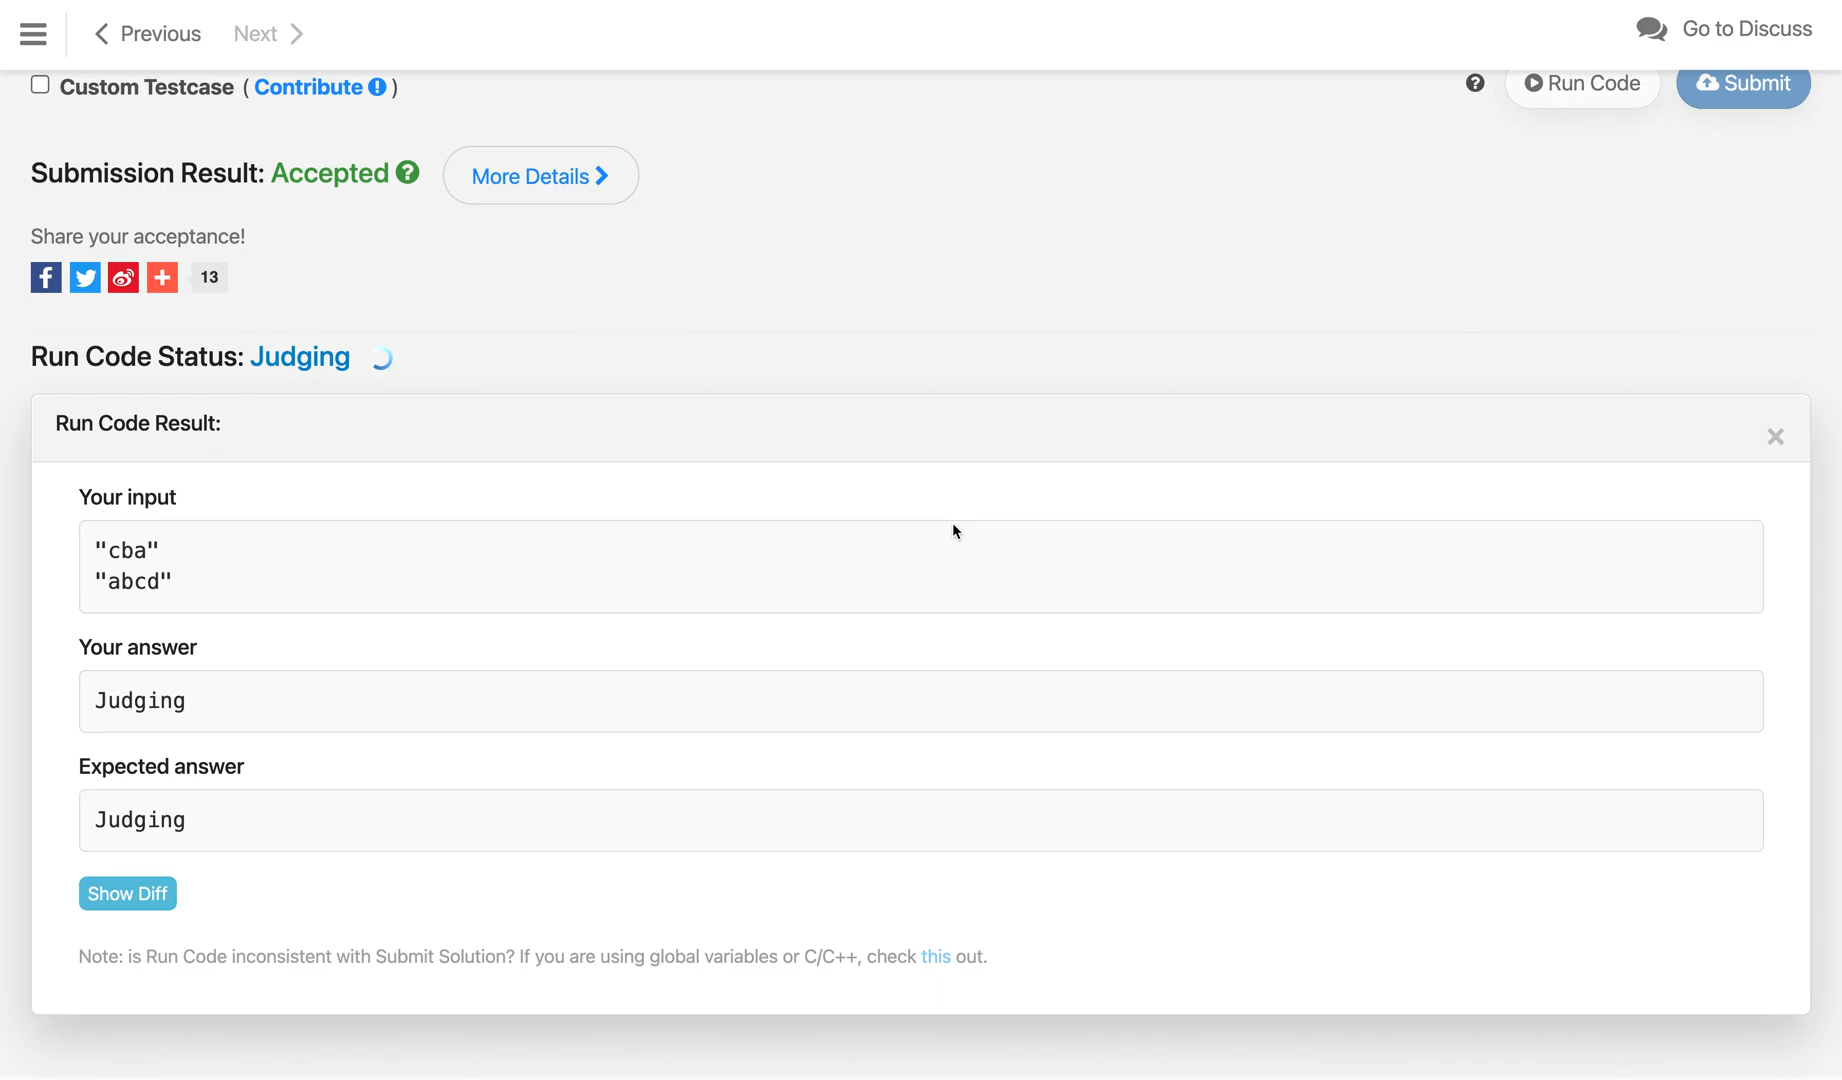 Previous Next Go to Discuss
Custom Testcase ( Contribute ) Run Code Submit
Submission Result: Accepted More Details
Share your acceptance!
13
Run Code Status: Judging
Run Code Result:
Your input
"cba"
"abcd"
Your answer
Judging
Expected answer
Judging
Show Diff
Note: is Run Code inconsistent with Submit Solution? If you are using global variables or C/C++, check this out.